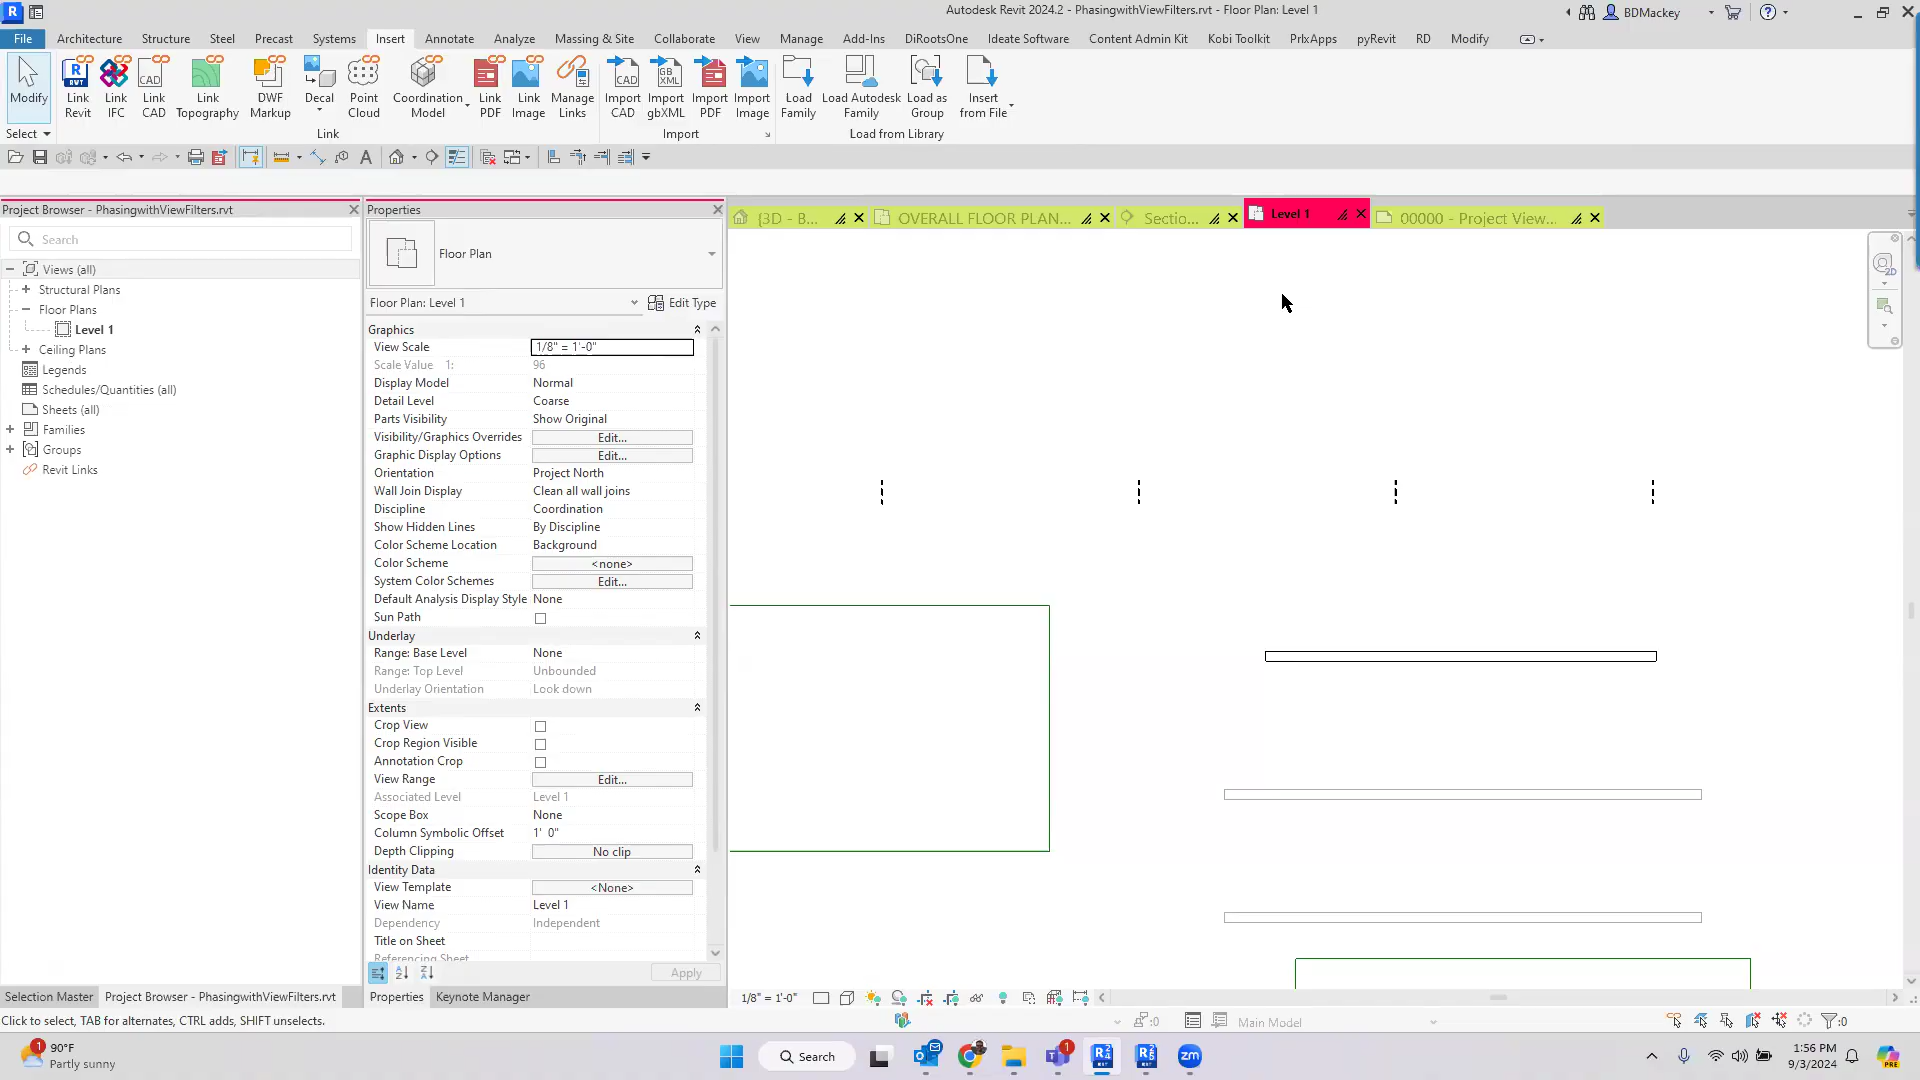 Autodesk Revit 2024.2 - PhasingwithViewFilters.rvt - Floor Plan: Level 1
BDMackey
File Architecture Structure Steel Precast Systems Insert Annotate Analyze Massing & Site Collaborate View Manage Add-Ins DiRootsOne Ideate Software Content Admin Kit Kobi Toolkit PrlxApps pyRevit RD Modify
Modify
Link Revit
Link IFC
Link CAD
Link Topography
DWF Markup
Decal
Point Cloud
Coordination Model
Link PDF
Link Image
Manage Links
Import CAD
Import gbXML
Import PDF
Import Image
Load Family
Load Autodesk Family
Load as Group
Insert from File
Select
Link
Import
Load from Library
Project Browser - PhasingwithViewFilters.rvt
Search
Views (all)
Structural Plans
Floor Plans
Level 1
Ceiling Plans
Legends
Schedules/Quantities (all)
Sheets (all)
Families
Groups
Revit Links
Properties
Floor Plan
Floor Plan: Level 1
Edit Type
Graphics
View Scale 1/8" = 1'-0"
Scale Value 1: 96
Display Model Normal
Detail Level Coarse
Parts Visibility Show Original
Visibility/Graphics Overrides Edit...
Graphic Display Options Edit...
Orientation Project North
Wall Join Display Clean all wall joins
Discipline Coordination
Show Hidden Lines By Discipline
Color Scheme Location Background
Color Scheme <none>
System Color Schemes Edit...
Default Analysis Display Style None
Sun Path
Underlay
Range: Base Level None
Range: Top Level Unbounded
Underlay Orientation Look down
Extents
Crop View
Crop Region Visible
Annotation Crop
View Range Edit...
Associated Level Level 1
Scope Box None
Column Symbolic Offset 1' 0"
Depth Clipping No clip
Identity Data
View Template <None>
View Name Level 1
Dependency Independent
Title on Sheet
Referencing Sheet
Apply
{3D - B...
OVERALL FLOOR PLAN...
Sectio...
Level 1
00000 - Project View...
2D
Selection Master
Project Browser - PhasingwithViewFilters.rvt
Properties
Keynote Manager
1/8" = 1'-0"
Click to select, TAB for alternates, CTRL adds, SHIFT unselects.
:0
Main Model
:0
1
90°F
Partly sunny
Search
1
1:56 PM
9/3/2024
PRE